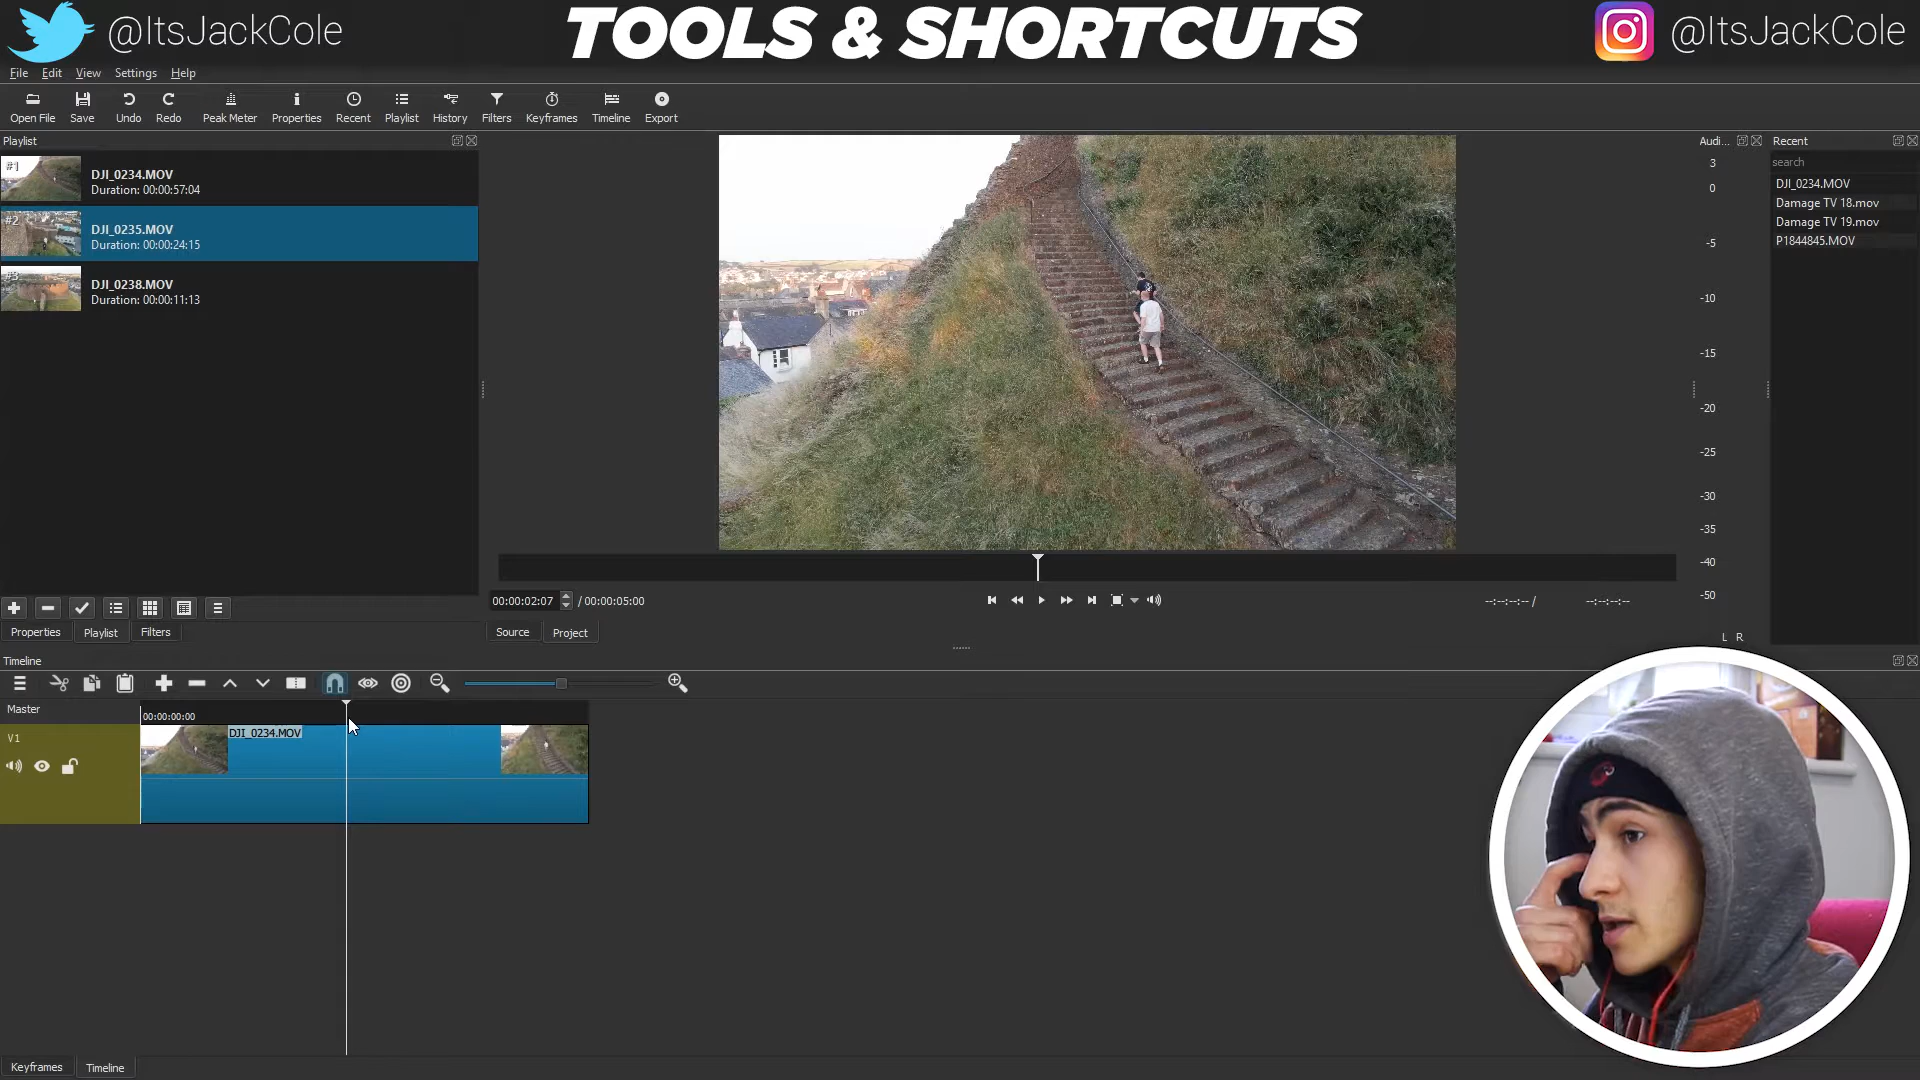 @ItsJackCole
TOOLS & SHORTCUTS
@ItsJackCole
File Edit View Settings Help
Open File Save Undo Redo Peak Meter Properties Recent Playlist History Filters Keyframes Timeline Export
Playlist
#1
DJI_0234.MOV
Duration: 00:00:57:04
#2
DJI_0235.MOV
Duration: 00:00:24:15
#3
DJI_0238.MOV
Duration: 00:00:11:13
Properties Playlist Filters
00:00:02:07 / 00:00:05:00
--:--:--:-- / --:--:--:--
Source Project
Audi...
3
0
-5
-10
-15
-20
-25
-30
-35
-40
-50
L R
Recent
search
DJI_0234.MOV
Damage TV 18.mov
Damage TV 19.mov
P1844845.MOV
Timeline
Master
00:00:00:00
V1
DJI_0234.MOV
Keyframes Timeline